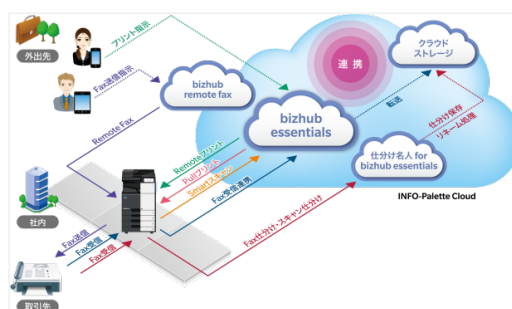 外出先
プリント指示
Fax送信指示
bizhub
remote fax
Remote Fax
連携
クラウド
ストレージ
bizhub
essentials
転送
仕分け保存
リネーム処理
仕分け名人 for
bizhub essentials
INFO-Palette Cloud
Remoteプリント
Pullプリント
Smartスキャン
Fax受信連携
Fax仕分け・スキャン仕分け
社内
Fax送信
Fax受信
Fax受信
取引先